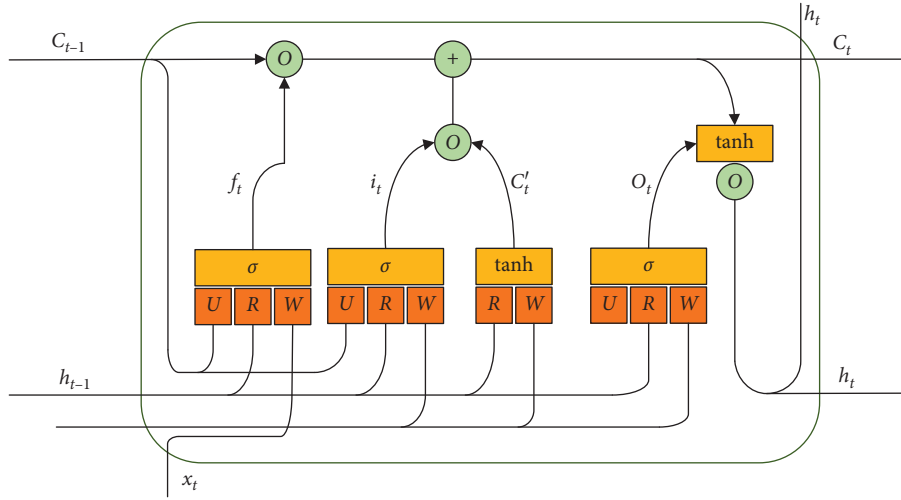 h_t
C_{t–1}
O
+
C_t
tanh
O
O
f_t
i_t
C′_t
O_t
σ
σ
tanh
σ
U R W
U R W
R W
U R W
h_{t–1}
h_t
x_t